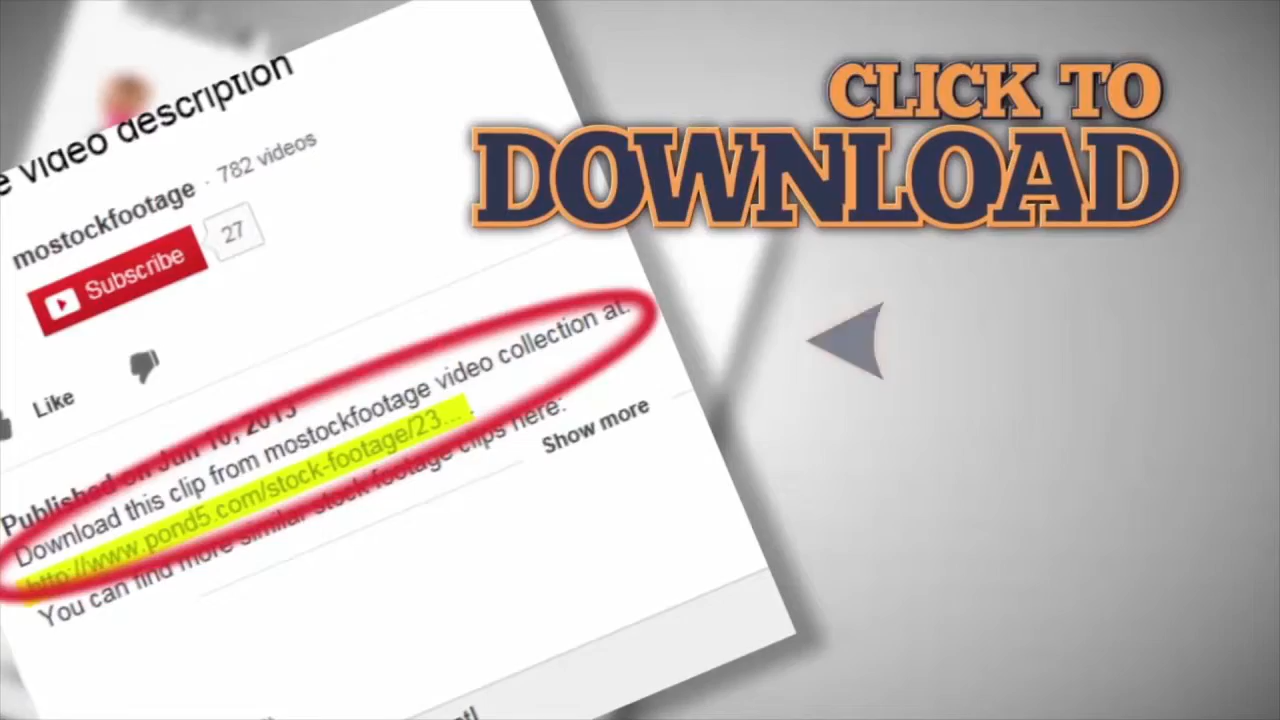 CLICK TO
DOWNLOAD
e video description
mostockfootage · 782 videos
Subscribe 27
Like
Published on Jun 10, 2013
Download this clip from mostockfootage video collection at:
http://www.pond5.com/stock-footage/23... .
You can find more similar stock footage clips here:
Show more